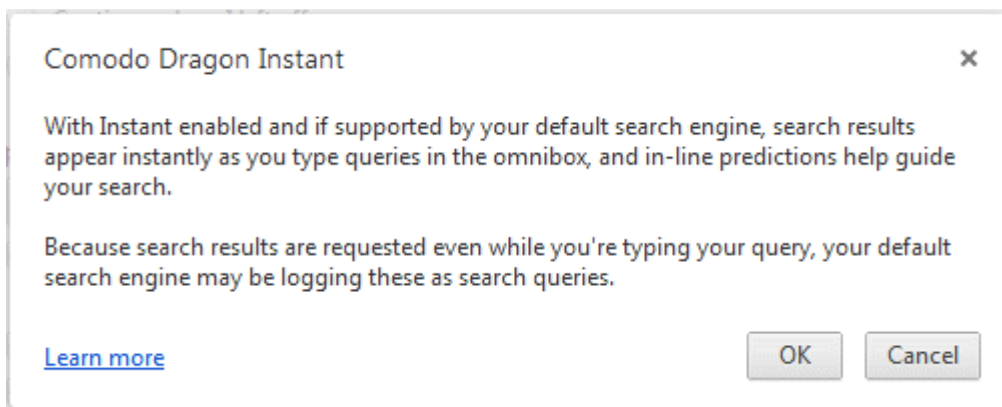 Comodo Dragon Instant
With Instant enabled and if supported by your default search engine, search results
appear instantly as you type queries in the omnibox, and in-line predictions help guide
your search.
Because search results are requested even while you're typing your query, your default
search engine may be logging these as search queries.
Learn more
OK
Cancel